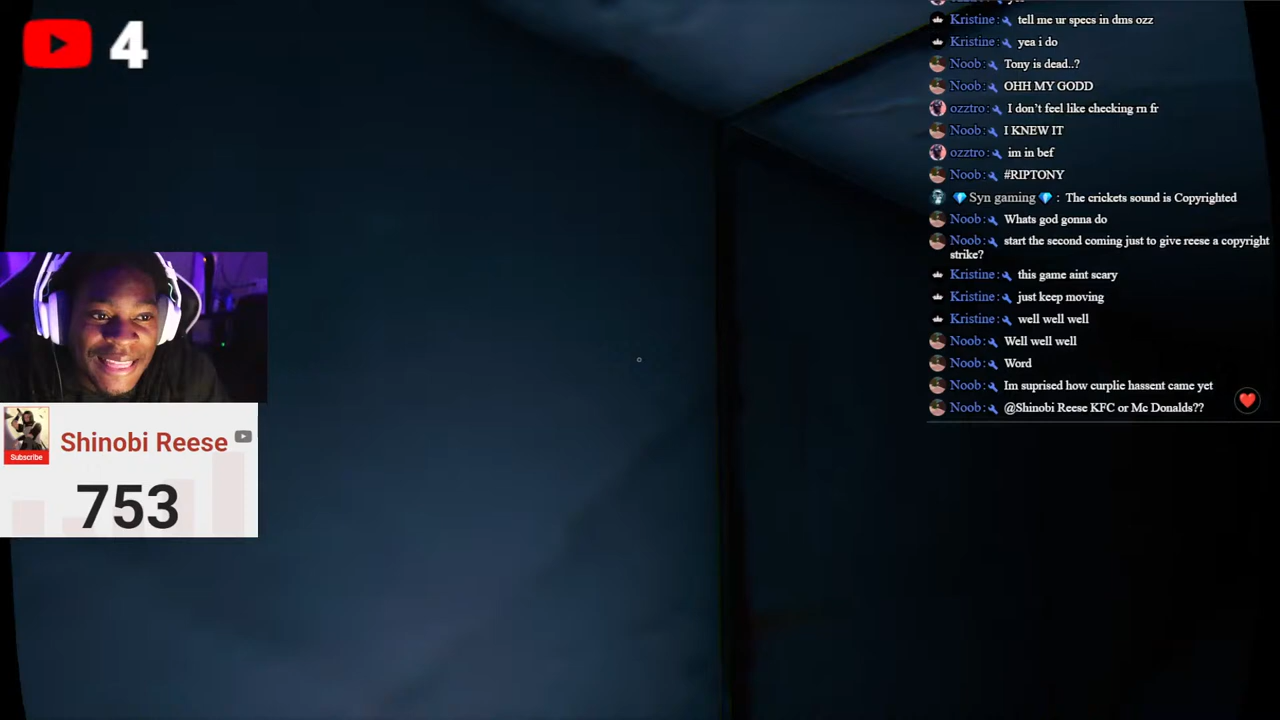 4
Kristine: tell me ur specs in dms ozz
Kristine: yea i do
Noob: Tony is dead..?
Noob: OHH MY GODD
ozztro: I don't feel like checking rn fr
Noob: I KNEW IT
ozztro: im in bef
Noob: #RIPTONY
💎 Syn gaming 💎 : The crickets sound is Copyrighted
Noob: Whats god gonna do
Noob: start the second coming just to give reese a copyright
strike?
Kristine: this game aint scary
Kristine: just keep moving
Kristine: well well well
Noob: Well well well
Noob: Word
Noob: Im suprised how curplie hassent came yet
Noob: @Shinobi Reese KFC or Mc Donalds??
Shinobi Reese
Subscribe
753